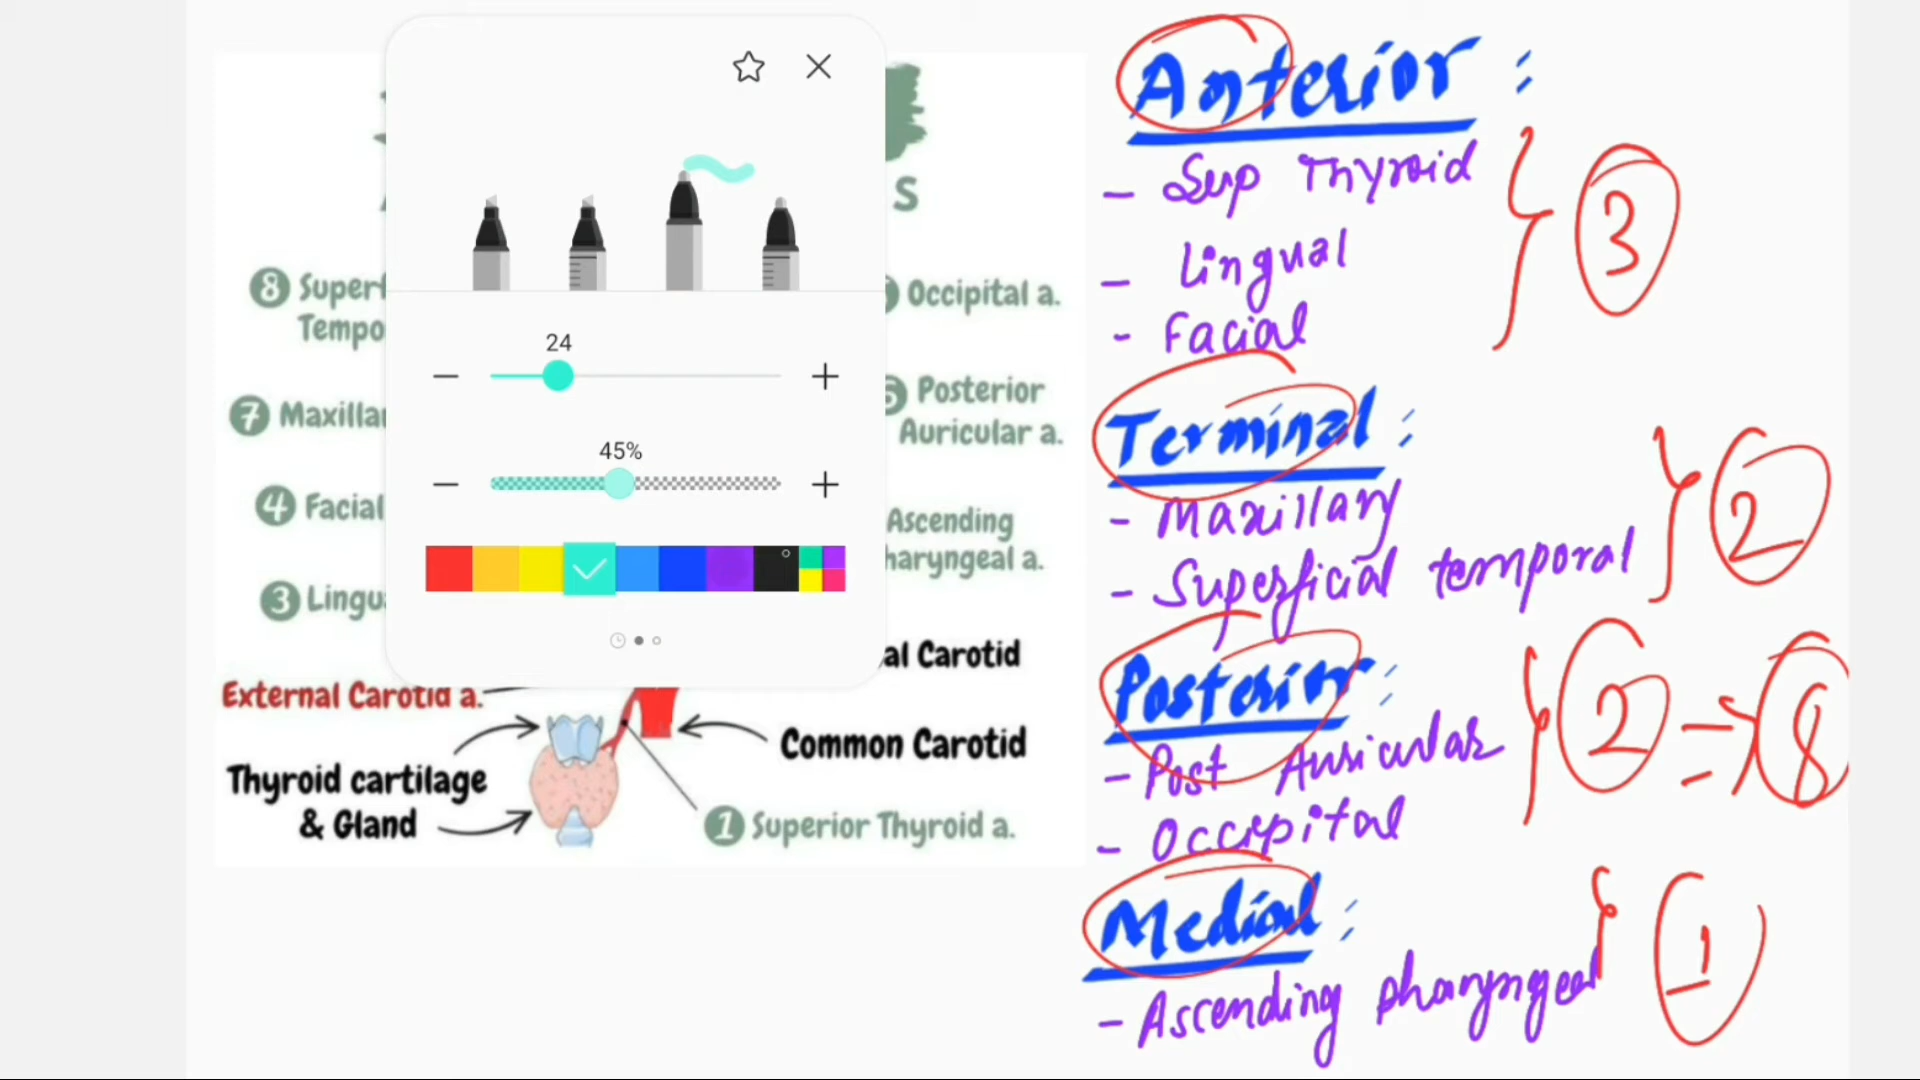 S
8 Superf
Tempo
7 Maxilla
4 Facial
3 Lingu
External Carotid a.
Thyroid cartilage
& Gland
24
45%
Occipital a.
Posterior
Auricular a.
Ascending
haryngeal a.
al Carotid
Common Carotid
1 Superior Thyroid a.
Anterior :
- Sup Thyroid
- Lingual
- Facial
3
Terminal :
- Maxillary
- Superficial temporal
2
Posterior :
- Post Auricular
- Occipital
2 => 8
Medial :
- Ascending pharyngeal
1